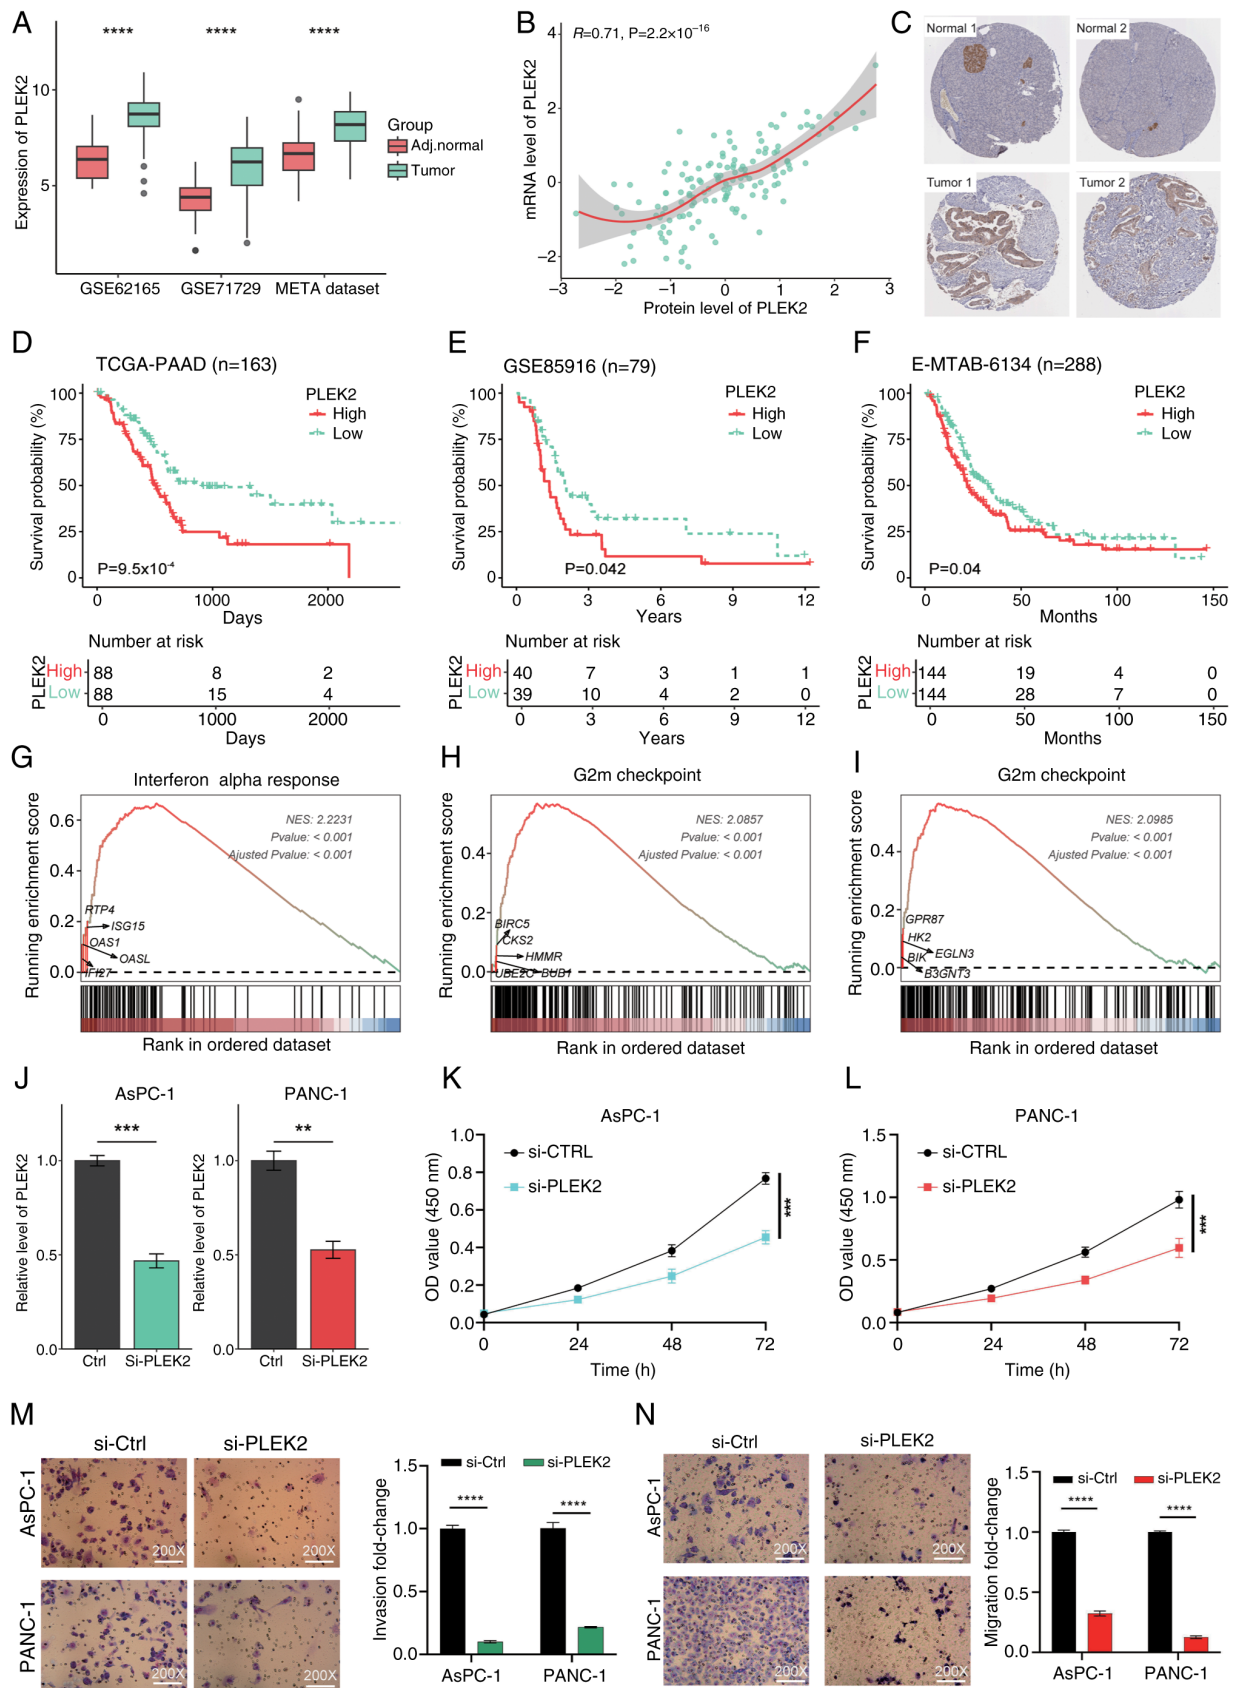 A
****
****
****
Expression of PLEK2
10
5
GSE62165
GSE71729
META dataset
Group
Adj.normal
Tumor
B
R=0.71, P=2.2×10⁻¹⁶
mRNA level of PLEK2
4
2
0
−2
−3
−2
−1
0
1
2
3
Protein level of PLEK2
C
Normal 1
Normal 2
Tumor 1
Tumor 2
D
TCGA-PAAD (n=163)
Survival probability (%)
100
75
50
25
0
PLEK2
High
Low
P=9.5x10⁻⁴
0
1000
2000
Days
Number at risk
PLEK2
High 88 8 2
Low 88 15 4
0 1000 2000
Days
E
GSE85916 (n=79)
Survival probability (%)
100
75
50
25
0
PLEK2
High
Low
P=0.042
0 3 6 9 12
Years
Number at risk
PLEK2
High 40 7 3 1 1
Low 39 10 4 2 0
0 3 6 9 12
Years
F
E-MTAB-6134 (n=288)
Survival probability (%)
100
75
50
25
0
PLEK2
High
Low
P=0.04
0 50 100 150
Months
Number at risk
PLEK2
High 144 19 4 0
Low 144 28 7 0
0 50 100 150
Months
G
Interferon alpha response
Running enrichment score
0.6
0.4
0.2
0.0
NES: 2.2231
Pvalue: < 0.001
Ajusted Pvalue: < 0.001
RTP4
ISG15
OAS1
OASL
IFI27
Rank in ordered dataset
H
G2m checkpoint
Running enrichment score
0.4
0.2
0.0
NES: 2.0857
Pvalue: < 0.001
Ajusted Pvalue: < 0.001
BIRC5
CKS2
HMMR
UBE2C
BUB1
Rank in ordered dataset
I
G2m checkpoint
Running enrichment score
0.4
0.2
0.0
NES: 2.0985
Pvalue: < 0.001
Ajusted Pvalue: < 0.001
GPR87
HK2
EGLN3
BIK
B3GNT3
Rank in ordered dataset
J
AsPC-1
***
Relative level of PLEK2
1.0
0.5
0.0
Ctrl
Si-PLEK2
PANC-1
**
Relative level of PLEK2
1.0
0.5
0.0
Ctrl
Si-PLEK2
K
AsPC-1
OD value (450 nm)
1.0
0.8
0.6
0.4
0.2
0.0
si-CTRL
si-PLEK2
***
0 24 48 72
Time (h)
L
PANC-1
OD value (450 nm)
1.5
1.0
0.5
0.0
si-CTRL
si-PLEK2
***
0 24 48 72
Time (h)
M
si-Ctrl
si-PLEK2
AsPC-1
200X
200X
PANC-1
200X
200X
Invasion fold-change
1.5
1.0
0.5
0.0
si-Ctrl
si-PLEK2
****
****
AsPC-1
PANC-1
N
si-Ctrl
si-PLEK2
AsPC-1
200X
200X
PANC-1
200X
200X
Migration fold-change
1.5
1.0
0.5
0.0
si-Ctrl
si-PLEK2
****
****
AsPC-1
PANC-1